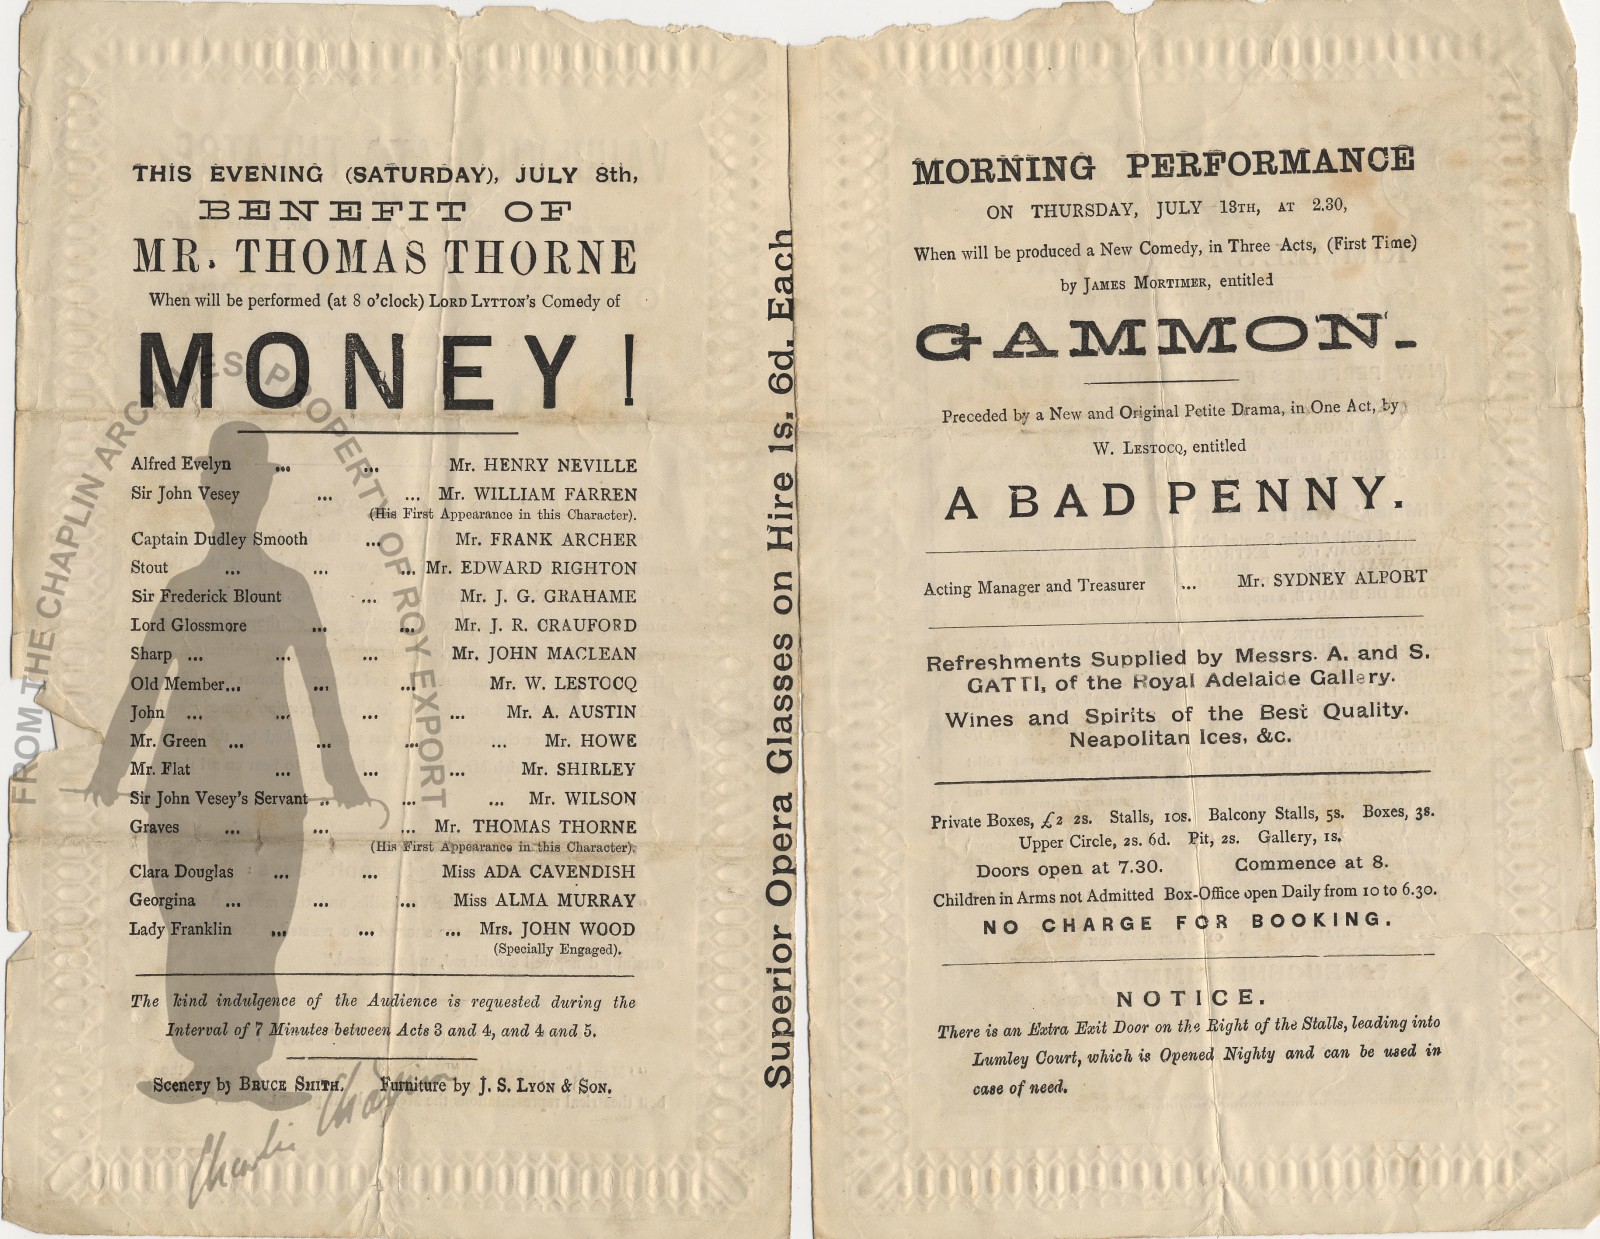 THIS EVENING (SATURDAY), JULY 8th,
BENEFIT OF
MR. THOMAS THORNE
When will be performed (at 8 o'clock) LORD LYTTON'S Comedy of
MONEY!
Alfred Evelyn ... ... Mr. HENRY NEVILLE
Sir John Vesey ... ... Mr. WILLIAM FARREN
(His First Appearance in this Character).
Captain Dudley Smooth ... Mr. FRANK ARCHER
Stout ... ... ... Mr. EDWARD RIGHTON
Sir Frederick Blount ... Mr. J. G. GRAHAME
Lord Glossmore ... ... Mr. J. R. CRAUFORD
Sharp ... ... ... Mr. JOHN MACLEAN
Old Member... ... ... Mr. W. LESTOCQ
John ... ... ... ... Mr. A. AUSTIN
Mr. Green ... ... ... ... Mr. HOWE
Mr. Flat ... ... ... Mr. SHIRLEY
Sir John Vesey's Servant .. ... ... Mr. WILSON
Graves ... ... ... Mr. THOMAS THORNE
(His First Appearance in this Character).
Clara Douglas ... ... Miss ADA CAVENDISH
Georgina ... ... ... Miss ALMA MURRAY
Lady Franklin ... ... ... Mrs. JOHN WOOD
(Specially Engaged).
The kind indulgence of the Audience is requested during the
Interval of 7 Minutes between Acts 3 and 4, and 4 and 5.
Scenery by BRUCE SMITH. Furniture by J. S. LYON & SON.
Charlie Chaplin
FROM THE CHAPLIN ARCHIVES, PROPERTY OF ROY EXPORT
Superior Opera Glasses on Hire 1s. 6d. Each
MORNING PERFORMANCE
ON THURSDAY, JULY 13TH, AT 2.30,
When will be produced a New Comedy, in Three Acts, (First Time)
by JAMES MORTIMER, entitled
GAMMON.
Preceded by a New and Original Petite Drama, in One Act, by
W. LESTOCQ, entitled
A BAD PENNY.
Acting Manager and Treasurer ... Mr. SYDNEY ALPORT
Refreshments Supplied by Messrs. A. and S.
GATTI, of the Royal Adelaide Gallery.
Wines and Spirits of the Best Quality.
Neapolitan Ices, &c.
Private Boxes, £2 2s. Stalls, 10s. Balcony Stalls, 5s. Boxes, 3s.
Upper Circle, 2s. 6d. Pit, 2s. Gallery, 1s.
Doors open at 7.30. Commence at 8.
Children in Arms not Admitted Box-Office open Daily from 10 to 6.30.
NO CHARGE FOR BOOKING.
NOTICE.
There is an Extra Exit Door on the Right of the Stalls, leading into
Lumley Court, which is Opened Nighty and can be used in
case of need.